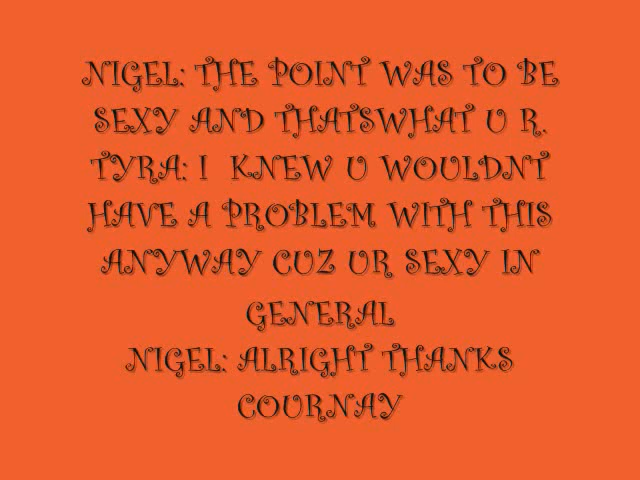 NIGEL: THE POINT WAS TO BE
SEXY AND THATSWHAT U R.
TYRA: I  KNEW U WOULDNT
HAVE A PROBLEM WITH THIS
ANYWAY CUZ UR SEXY IN
GENERAL
NIGEL: ALRIGHT THANKS
COURNAY